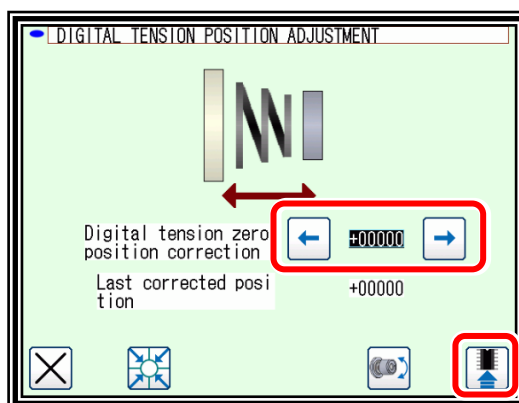 DIGITAL TENSION POSITION ADJUSTMENT
Digital tension zero
position correction
+00000
Last corrected posi
tion
+00000